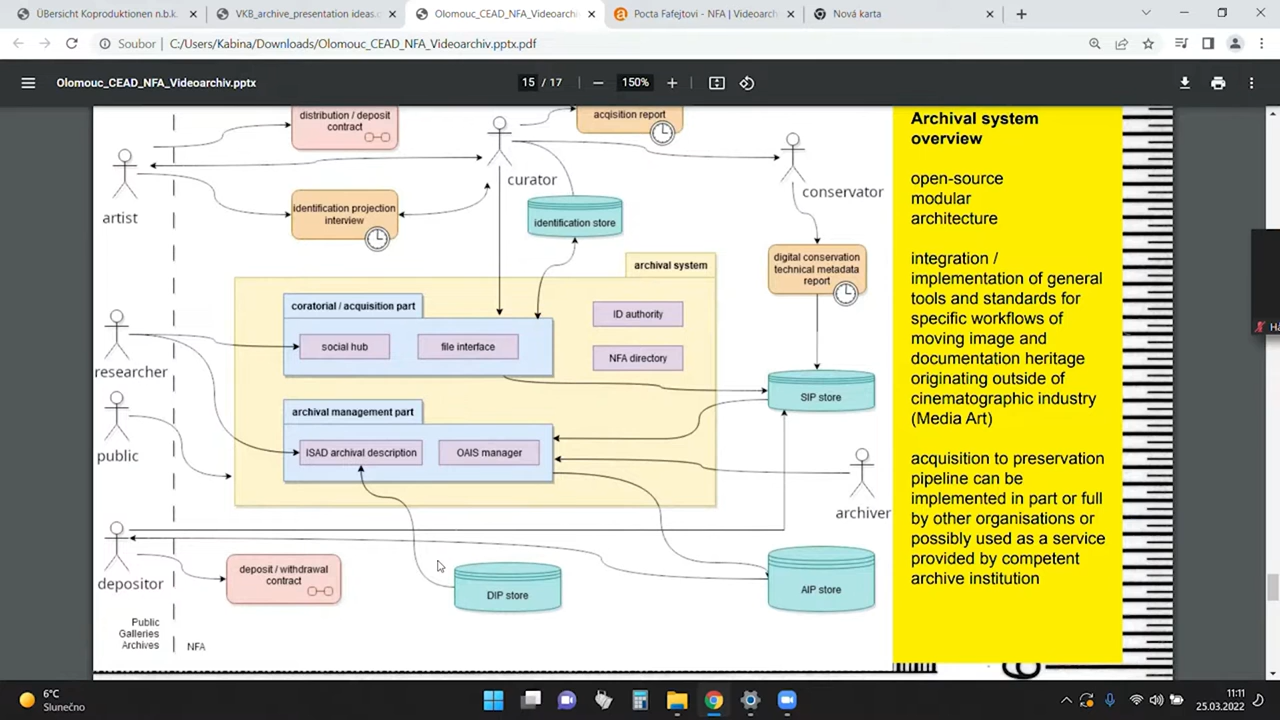 Übersicht Koproduktionen n.b.k.
VKB_archive_presentation ideas.
Olomouc_CEAD_NFA_Videoarchiv
Pocta Fafejtovi - NFA | Videoarch
Nová karta
Soubor
C:/Users/Kabina/Downloads/Olomouc_CEAD_NFA_Videoarchiv.pptx.pdf
Olomouc_CEAD_NFA_Videoarchiv.pptx
15 / 17
150%
distribution / deposit
contract
acqisition report
artist
curator
conservator
identification projection
interview
identification store
digital conservation
technical metadata
report
archival system
coratorial / acquisition part
social hub
file interface
ID authority
NFA directory
researcher
SIP store
archival management part
ISAD archival description
OAIS manager
public
archiver
depositor
deposit / withdrawal
contract
DIP store
AIP store
Public
Galleries
Archives
NFA
Archival system
overview
open-source
modular
architecture
integration /
implementation of general
tools and standards for
specific workflows of
moving image and
documentation heritage
originating outside of
cinematographic industry
(Media Art)
acquisition to preservation
pipeline can be
implemented in part or full
by other organisations or
possibly used as a service
provided by competent
archive institution
6°C
Slunečno
11:11
25.03.2022